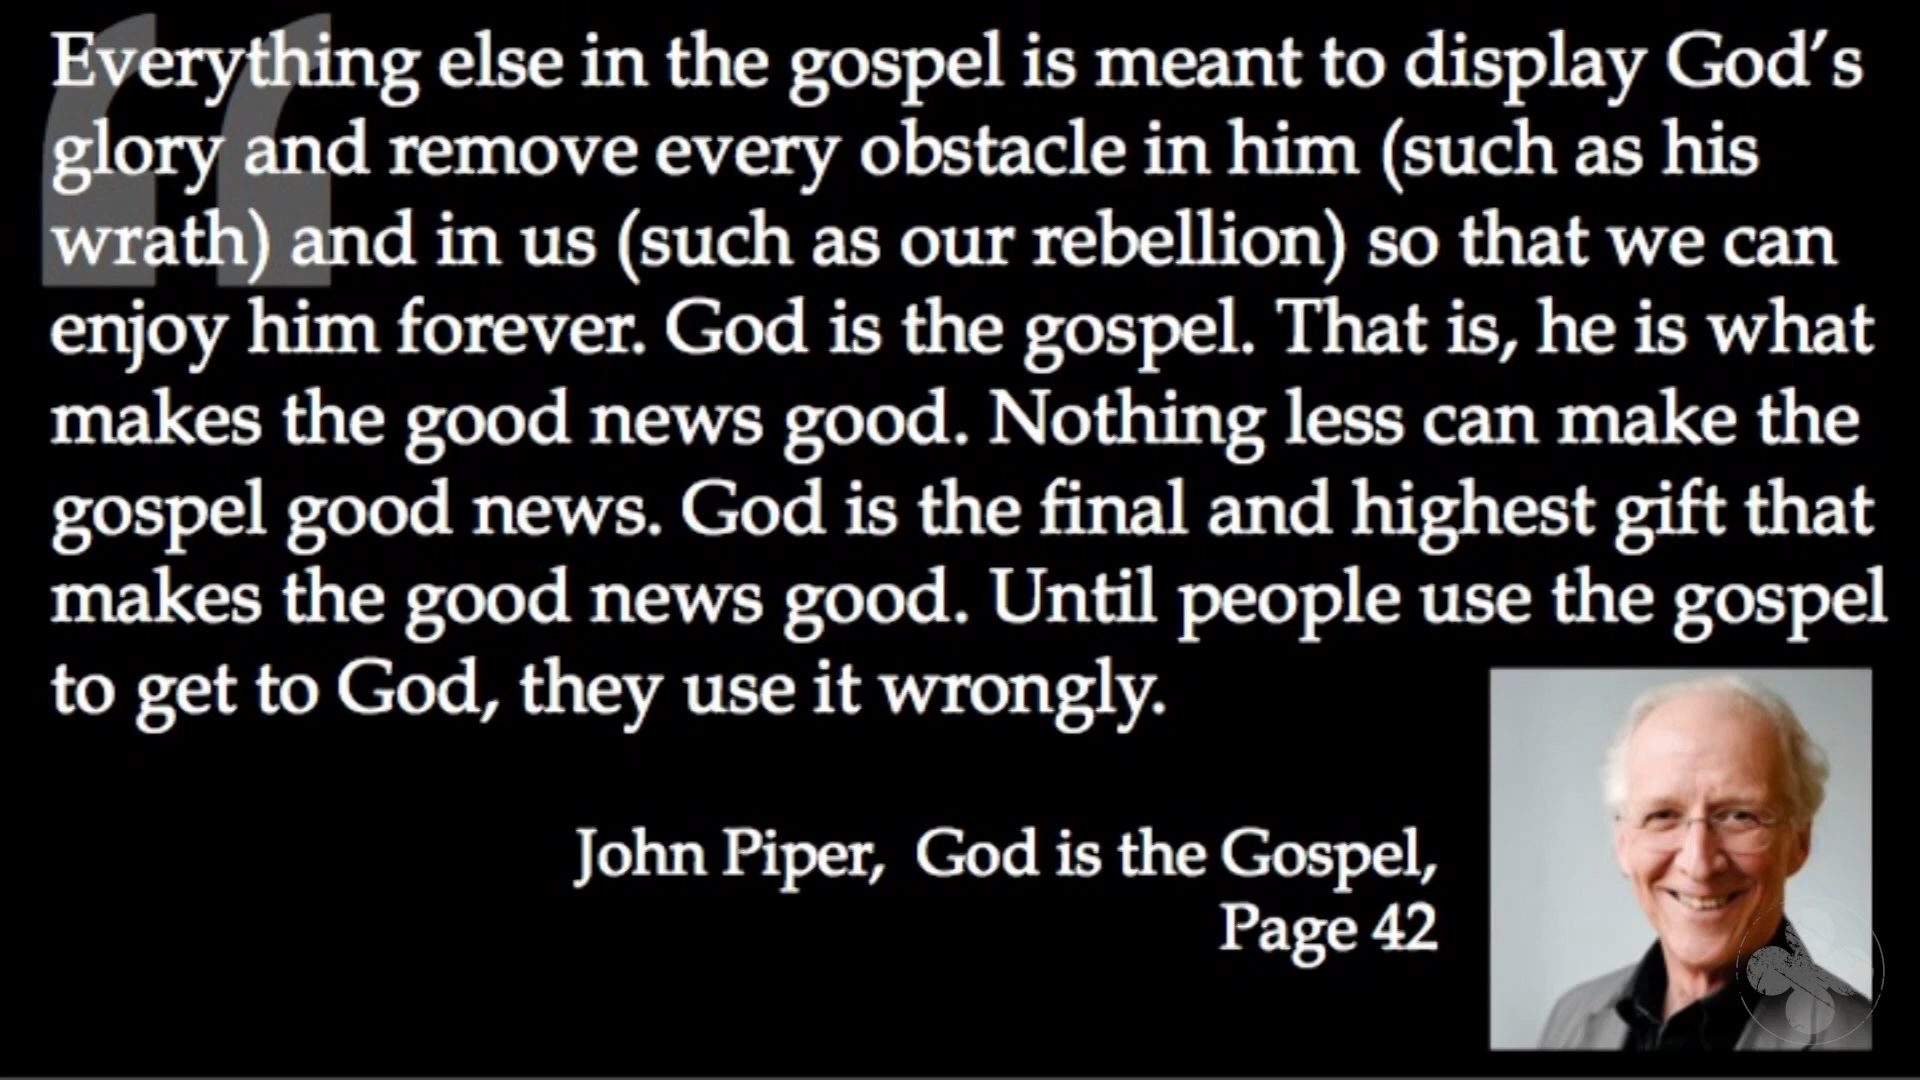 Everything else in the gospel is meant to display God’s
glory and remove every obstacle in him (such as his
wrath) and in us (such as our rebellion) so that we can
enjoy him forever. God is the gospel. That is, he is what
makes the good news good. Nothing less can make the
gospel good news. God is the final and highest gift that
makes the good news good. Until people use the gospel
to get to God, they use it wrongly.
John Piper, God is the Gospel,
Page 42